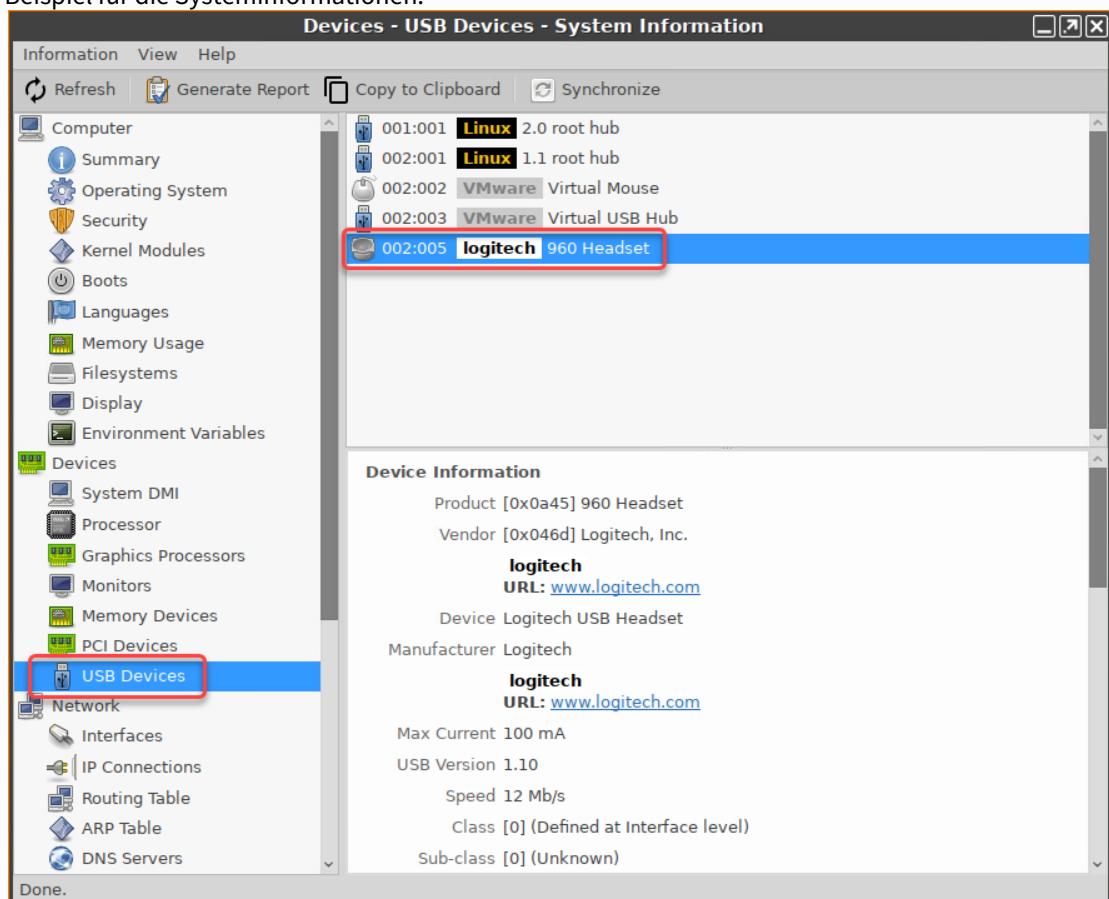 Beispiel für die Systeminformationen:
Devices - USB Devices - System Information
Information View Help
Refresh Generate Report Copy to Clipboard Synchronize
Computer
Summary
Operating System
Security
Kernel Modules
Boots
Languages
Memory Usage
Filesystems
Display
Environment Variables
Devices
System DMI
Processor
Graphics Processors
Monitors
Memory Devices
PCI Devices
USB Devices
Network
Interfaces
IP Connections
Routing Table
ARP Table
DNS Servers
001:001 Linux 2.0 root hub
002:001 Linux 1.1 root hub
002:002 VMware Virtual Mouse
002:003 VMware Virtual USB Hub
002:005 logitech 960 Headset
Device Information
Product [0x0a45] 960 Headset
Vendor [0x046d] Logitech, Inc.
logitech
URL: www.logitech.com
Device Logitech USB Headset
Manufacturer Logitech
logitech
URL: www.logitech.com
Max Current 100 mA
USB Version 1.10
Speed 12 Mb/s
Class [0] (Defined at Interface level)
Sub-class [0] (Unknown)
Done.